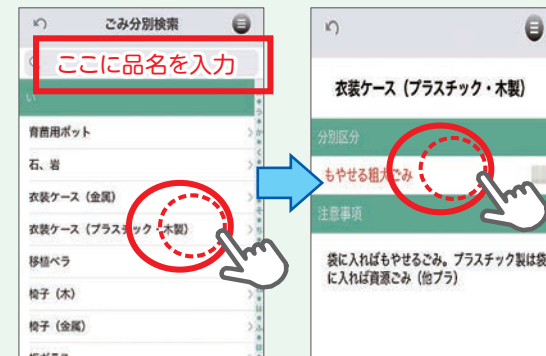 ごみ分別検索
ここに品名を入力
い
育苗用ポット
石、岩
衣装ケース（金属）
衣装ケース（プラスチック・木製）
移植ベラ
椅子（木）
椅子（金属）
衣装ケース（プラスチック・木製）
分別区分
もやせる粗大ごみ
注意事項
袋に入ればもやせるごみ。プラスチック製は袋
に入れば資源ごみ（他プラ）